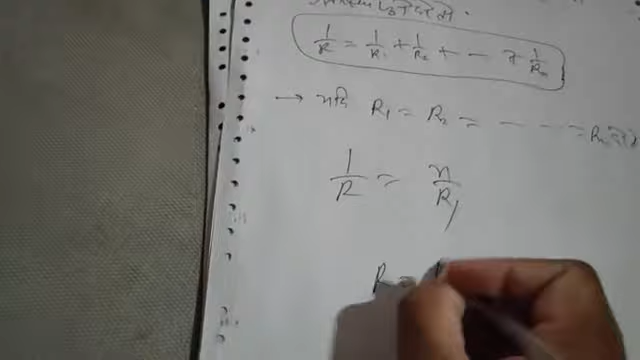 1/R = 1/R₁ + 1/R₂ + - - + 1/Rₙ
→ यदि R₁ = R₂ = - - - = Rₙ हो
1/R = n/R₁
R =